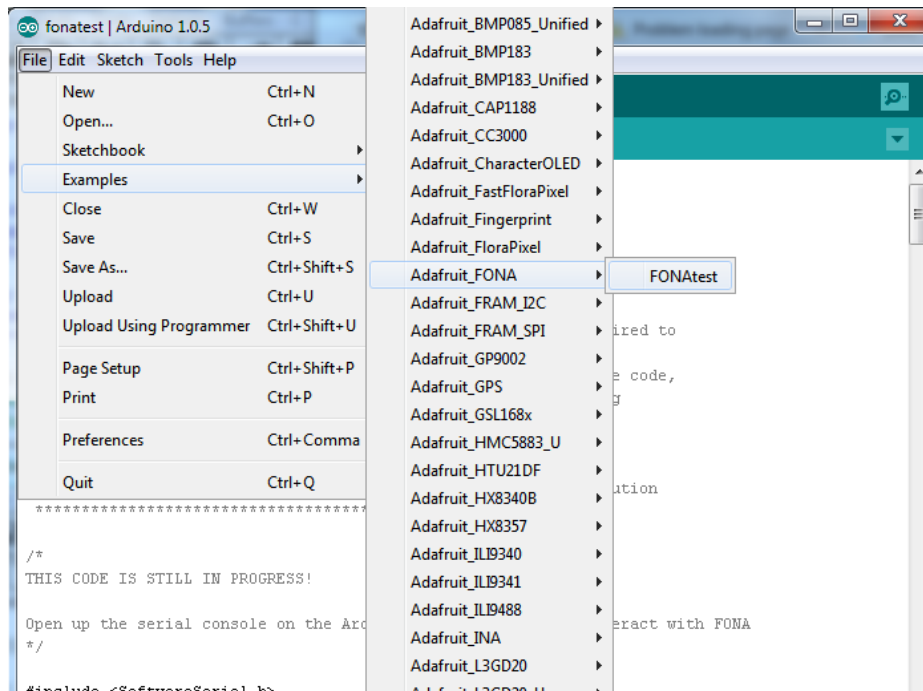 fonatest | Arduino 1.0.5
File Edit Sketch Tools Help
New Ctrl+N
Open... Ctrl+O
Sketchbook
Examples
Close Ctrl+W
Save Ctrl+S
Save As... Ctrl+Shift+S
Upload Ctrl+U
Upload Using Programmer Ctrl+Shift+U
Page Setup Ctrl+Shift+P
Print Ctrl+P
Preferences Ctrl+Comma
Quit Ctrl+Q
Adafruit_BMP085_Unified
Adafruit_BMP183
Adafruit_BMP183_Unified
Adafruit_CAP1188
Adafruit_CC3000
Adafruit_CharacterOLED
Adafruit_FastFloraPixel
Adafruit_Fingerprint
Adafruit_FloraPixel
Adafruit_FONA
Adafruit_FRAM_I2C
Adafruit_FRAM_SPI
Adafruit_GP9002
Adafruit_GPS
Adafruit_GSL168x
Adafruit_HMC5883_U
Adafruit_HTU21DF
Adafruit_HX8340B
Adafruit_HX8357
Adafruit_ILI9340
Adafruit_ILI9341
Adafruit_ILI9488
Adafruit_INA
Adafruit_L3GD20
FONAtest
ired to
e code,
g
ution
************************************
/*
THIS CODE IS STILL IN PROGRESS!
Open up the serial console on the Ard
eract with FONA
*/
#include <SoftwareSerial.h>